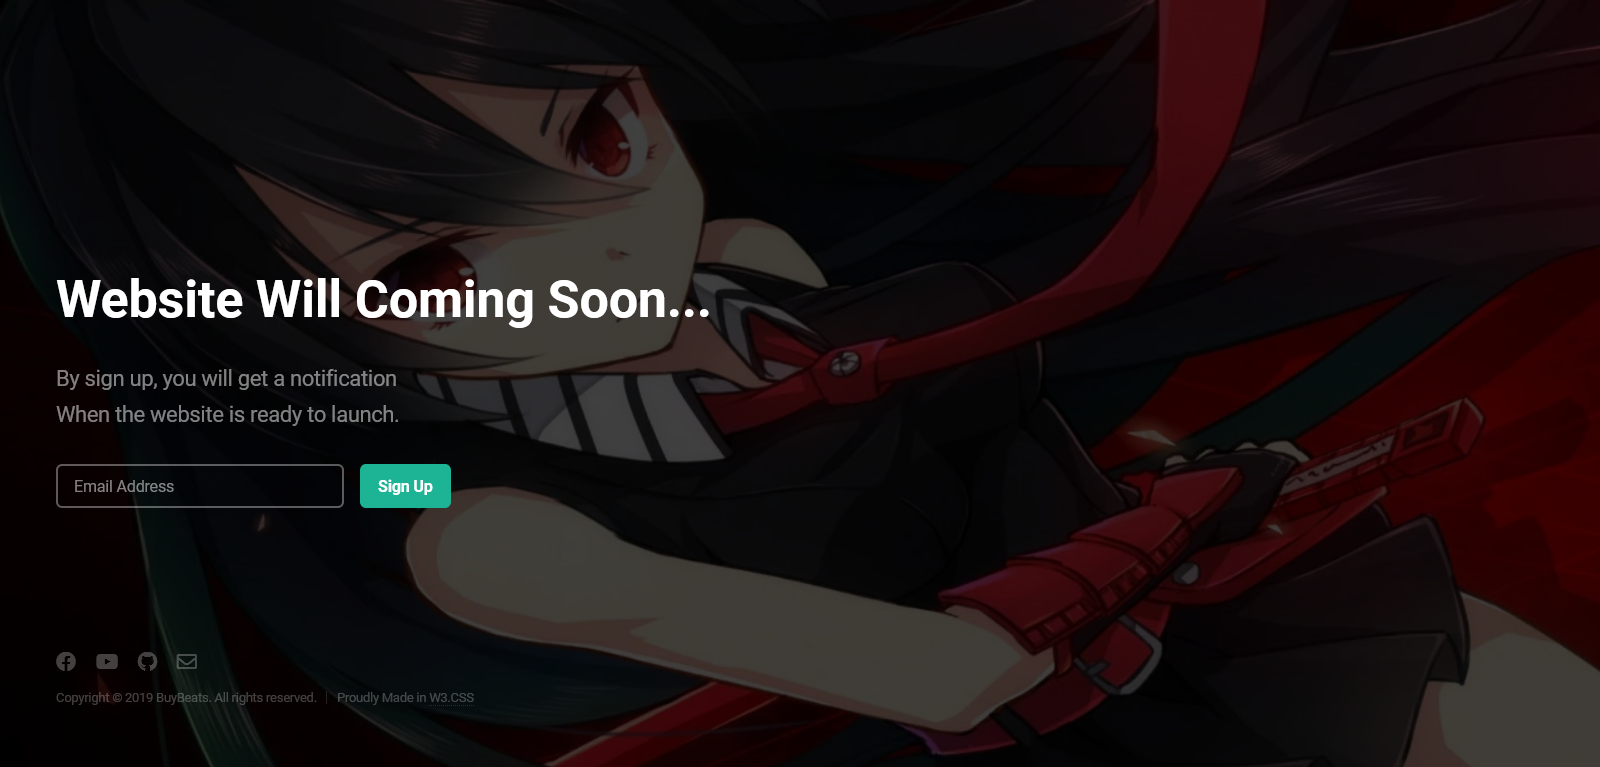 Website Will Coming Soon...
By sign up, you will get a notification
When the website is ready to launch.
Email Address
Sign Up
Copyright © 2019 BuyBeats. All rights reserved. | Proudly Made in W3.CSS